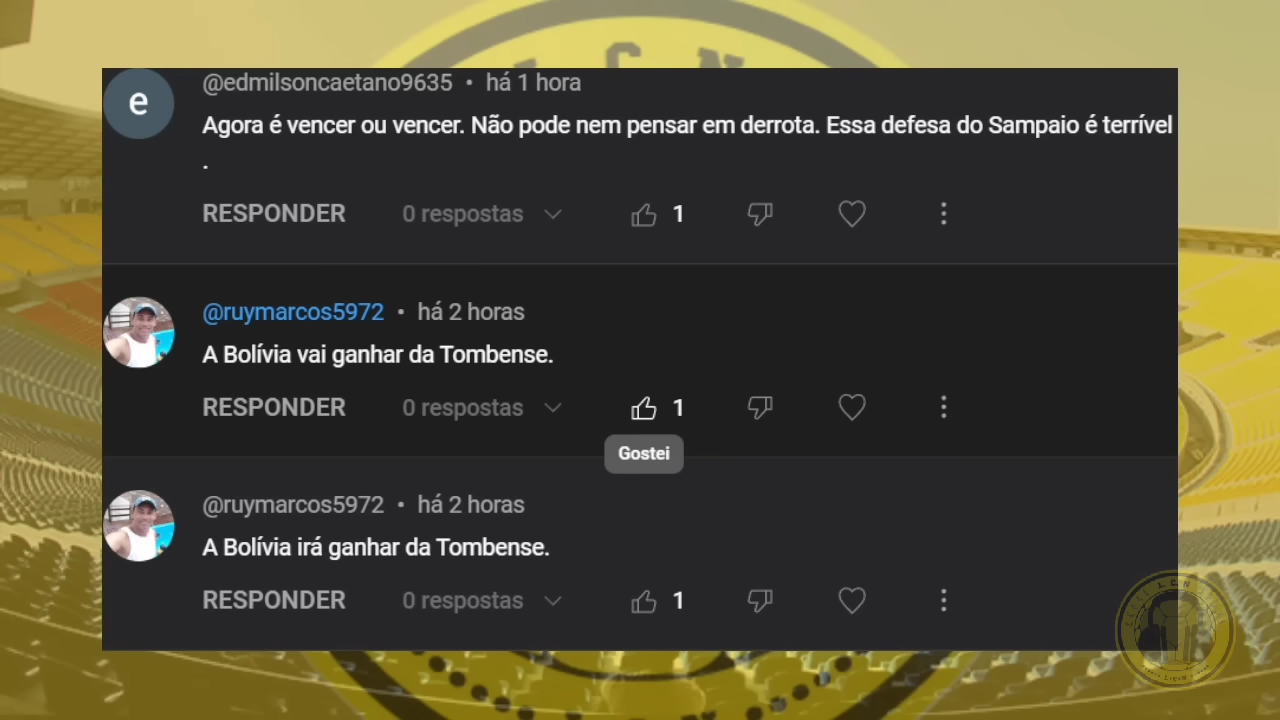 L C N
e
@edmilsoncaetano9635 • há 1 hora
Agora é vencer ou vencer. Não pode nem pensar em derrota. Essa defesa do Sampaio é terrível
.
RESPONDER 0 respostas 1
@ruymarcos5972 • há 2 horas
A Bolívia vai ganhar da Tombense.
RESPONDER 0 respostas 1
Gostei
@ruymarcos5972 • há 2 horas
A Bolívia irá ganhar da Tombense.
RESPONDER 0 respostas 1
L C N